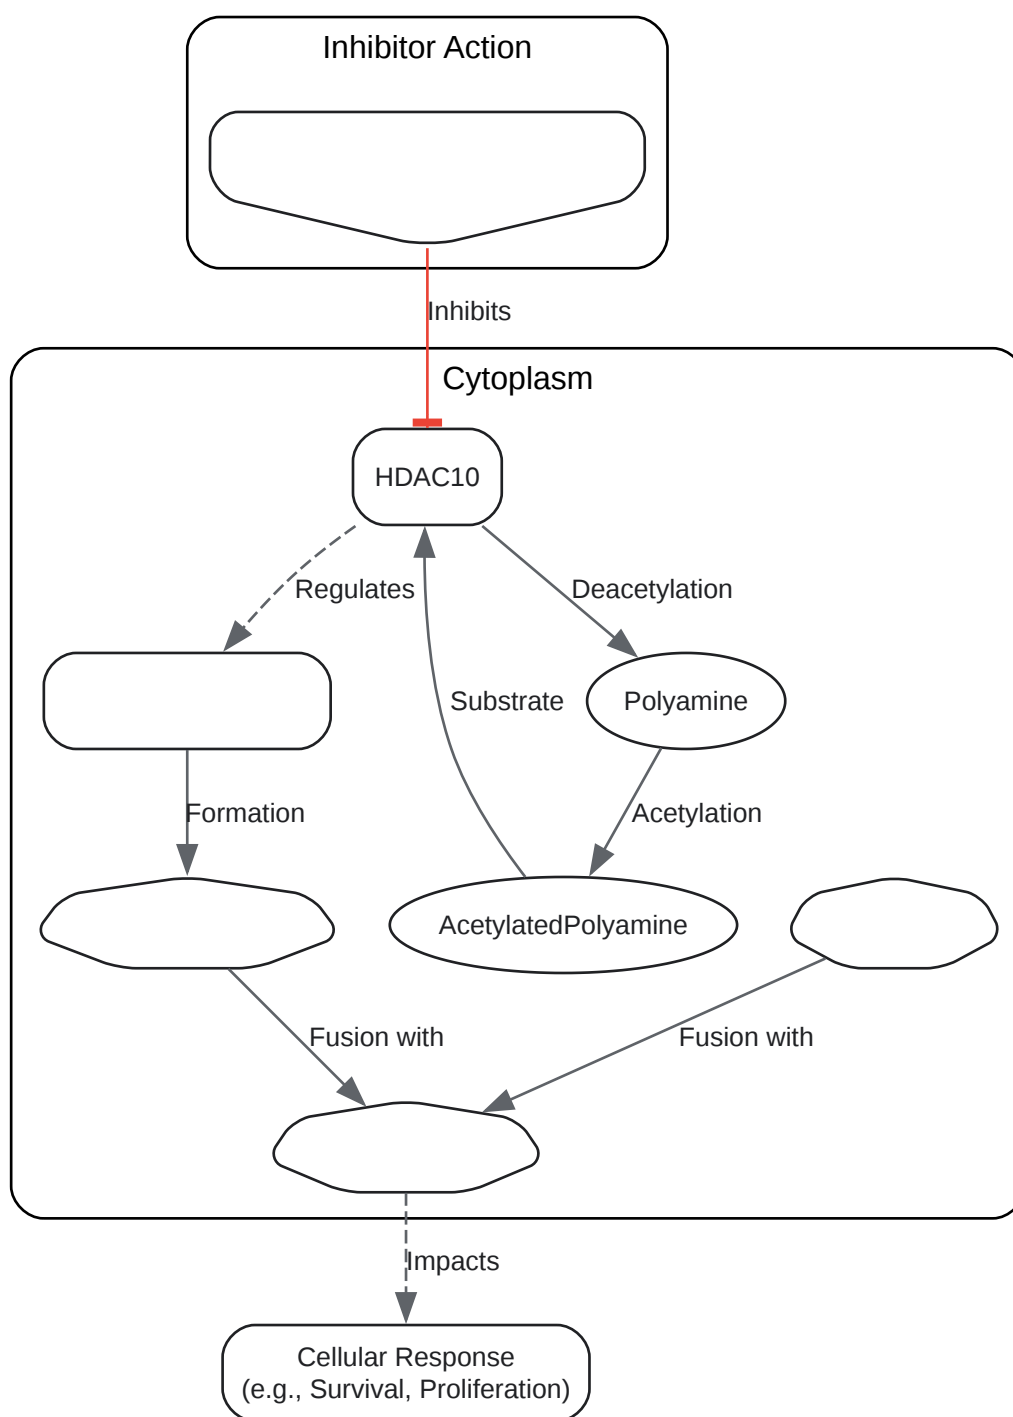 Inhibitor Action
Inhibits
Cytoplasm
HDAC10
Regulates
Deacetylation
Substrate
Polyamine
Formation
Acetylation
AcetylatedPolyamine
Fusion with
Fusion with
Impacts
Cellular Response
(e.g., Survival, Proliferation)